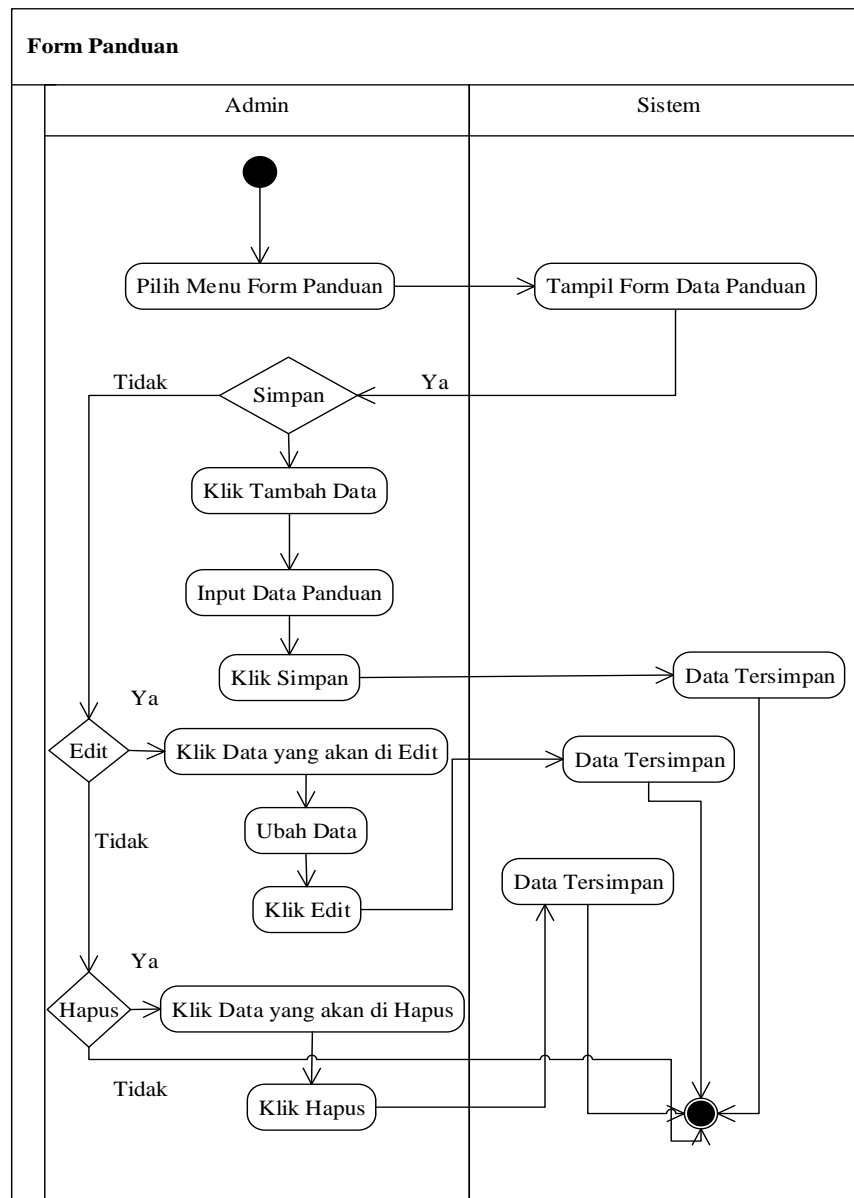 Form Panduan
Admin
Sistem
Pilih Menu Form Panduan
Tampil Form Data Panduan
Tidak
Simpan
Ya
Klik Tambah Data
Input Data Panduan
Klik Simpan
Data Tersimpan
Ya
Edit
Klik Data yang akan di Edit
Data Tersimpan
Ubah Data
Tidak
Klik Edit
Data Tersimpan
Ya
Hapus
Klik Data yang akan di Hapus
Tidak
Klik Hapus